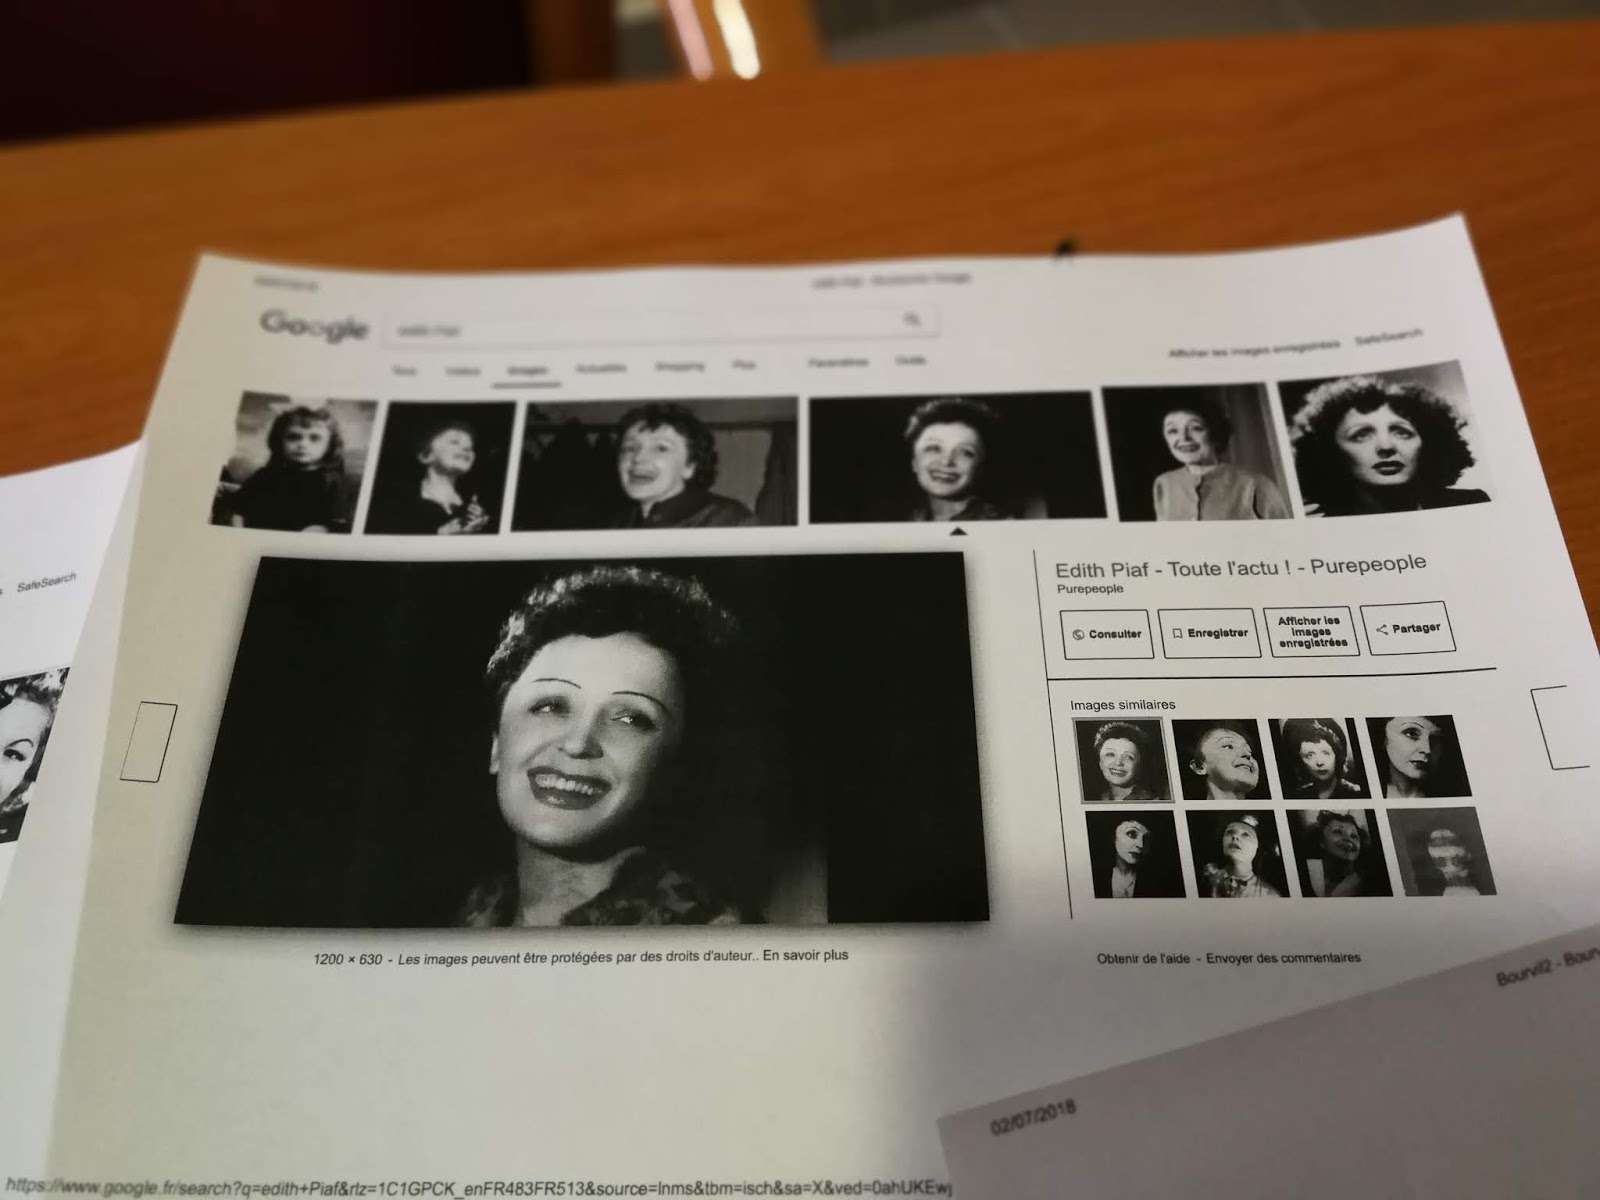 Google
edith Piaf
Tous Vidéos Images Actualités Shopping Plus Paramètres Outils
Afficher les images enregistrées SafeSearch
SafeSearch
Edith Piaf - Toute l'actu ! - Purepeople
Purepeople
Consulter
Enregistrer
Afficher les
images
enregistrées
Partager
Images similaires
1200 × 630 - Les images peuvent être protégées par des droits d'auteur.. En savoir plus
Obtenir de l'aide - Envoyer des commentaires
Bourvil2 - Bourv
02/07/2018
https://www.google.fr/search?q=edith+Piaf&rlz=1C1GPCK_enFR483FR513&source=lnms&tbm=isch&sa=X&ved=0ahUKEwj